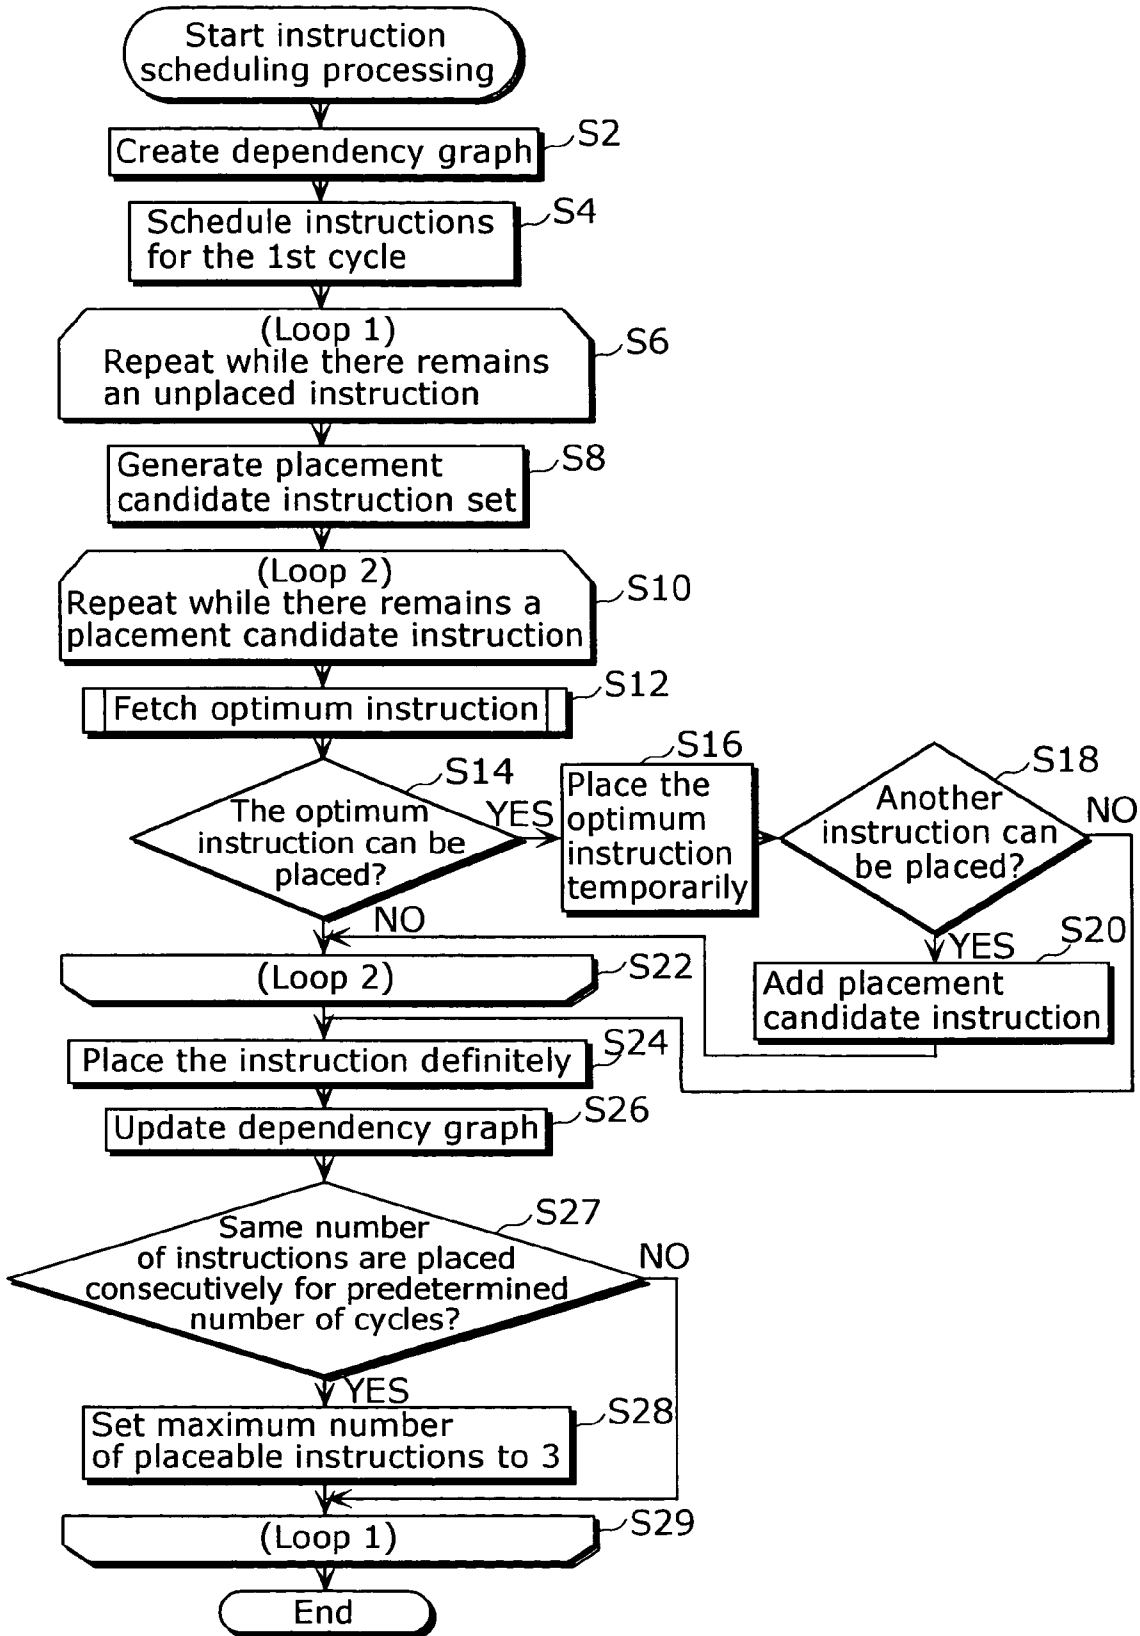 Start instruction
scheduling processing
Create dependency graph
S2
Schedule instructions
for the 1st cycle
S4
(Loop 1)
Repeat while there remains
an unplaced instruction
S6
Generate placement
candidate instruction set
S8
(Loop 2)
Repeat while there remains a
placement candidate instruction
S10
Fetch optimum instruction
S12
The optimum
instruction can be
placed?
S14
YES
NO
Place the
optimum
instruction
temporarily
S16
Another
instruction can
be placed?
S18
NO
YES
Add placement
candidate instruction
S20
(Loop 2)
S22
Place the instruction definitely
S24
Update dependency graph
S26
Same number
of instructions are placed
consecutively for predetermined
number of cycles?
S27
NO
YES
Set maximum number
of placeable instructions to 3
S28
(Loop 1)
S29
End